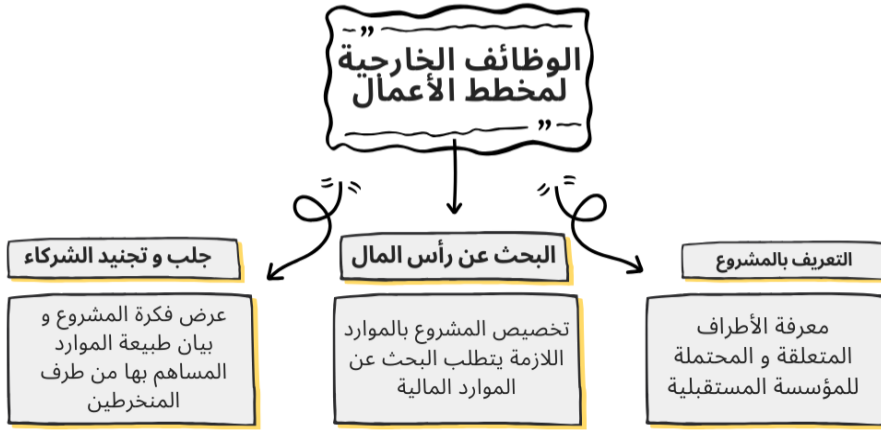 الوظائف الخارجية
لمخطط الأعمال
التعريف بالمشروع
معرفة الأطراف
المتعلقة و المحتملة
للمؤسسة المستقبلية
البحث عن رأس المال
تخصيص المشروع بالموارد
اللازمة يتطلب البحث عن
الموارد المالية
جلب و تجنيد الشركاء
عرض فكرة المشروع و
بيان طبيعة الموارد
المساهم بها من طرف
المنخرطين